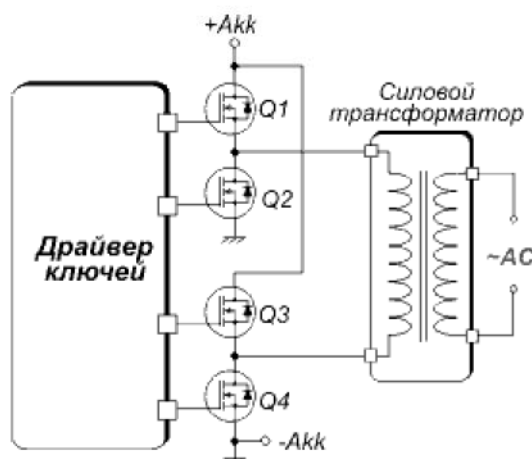 +Akk
Силовой
трансформатор
Q1
Q2
Драйвер
ключей
~AC
Q3
Q4
-Akk